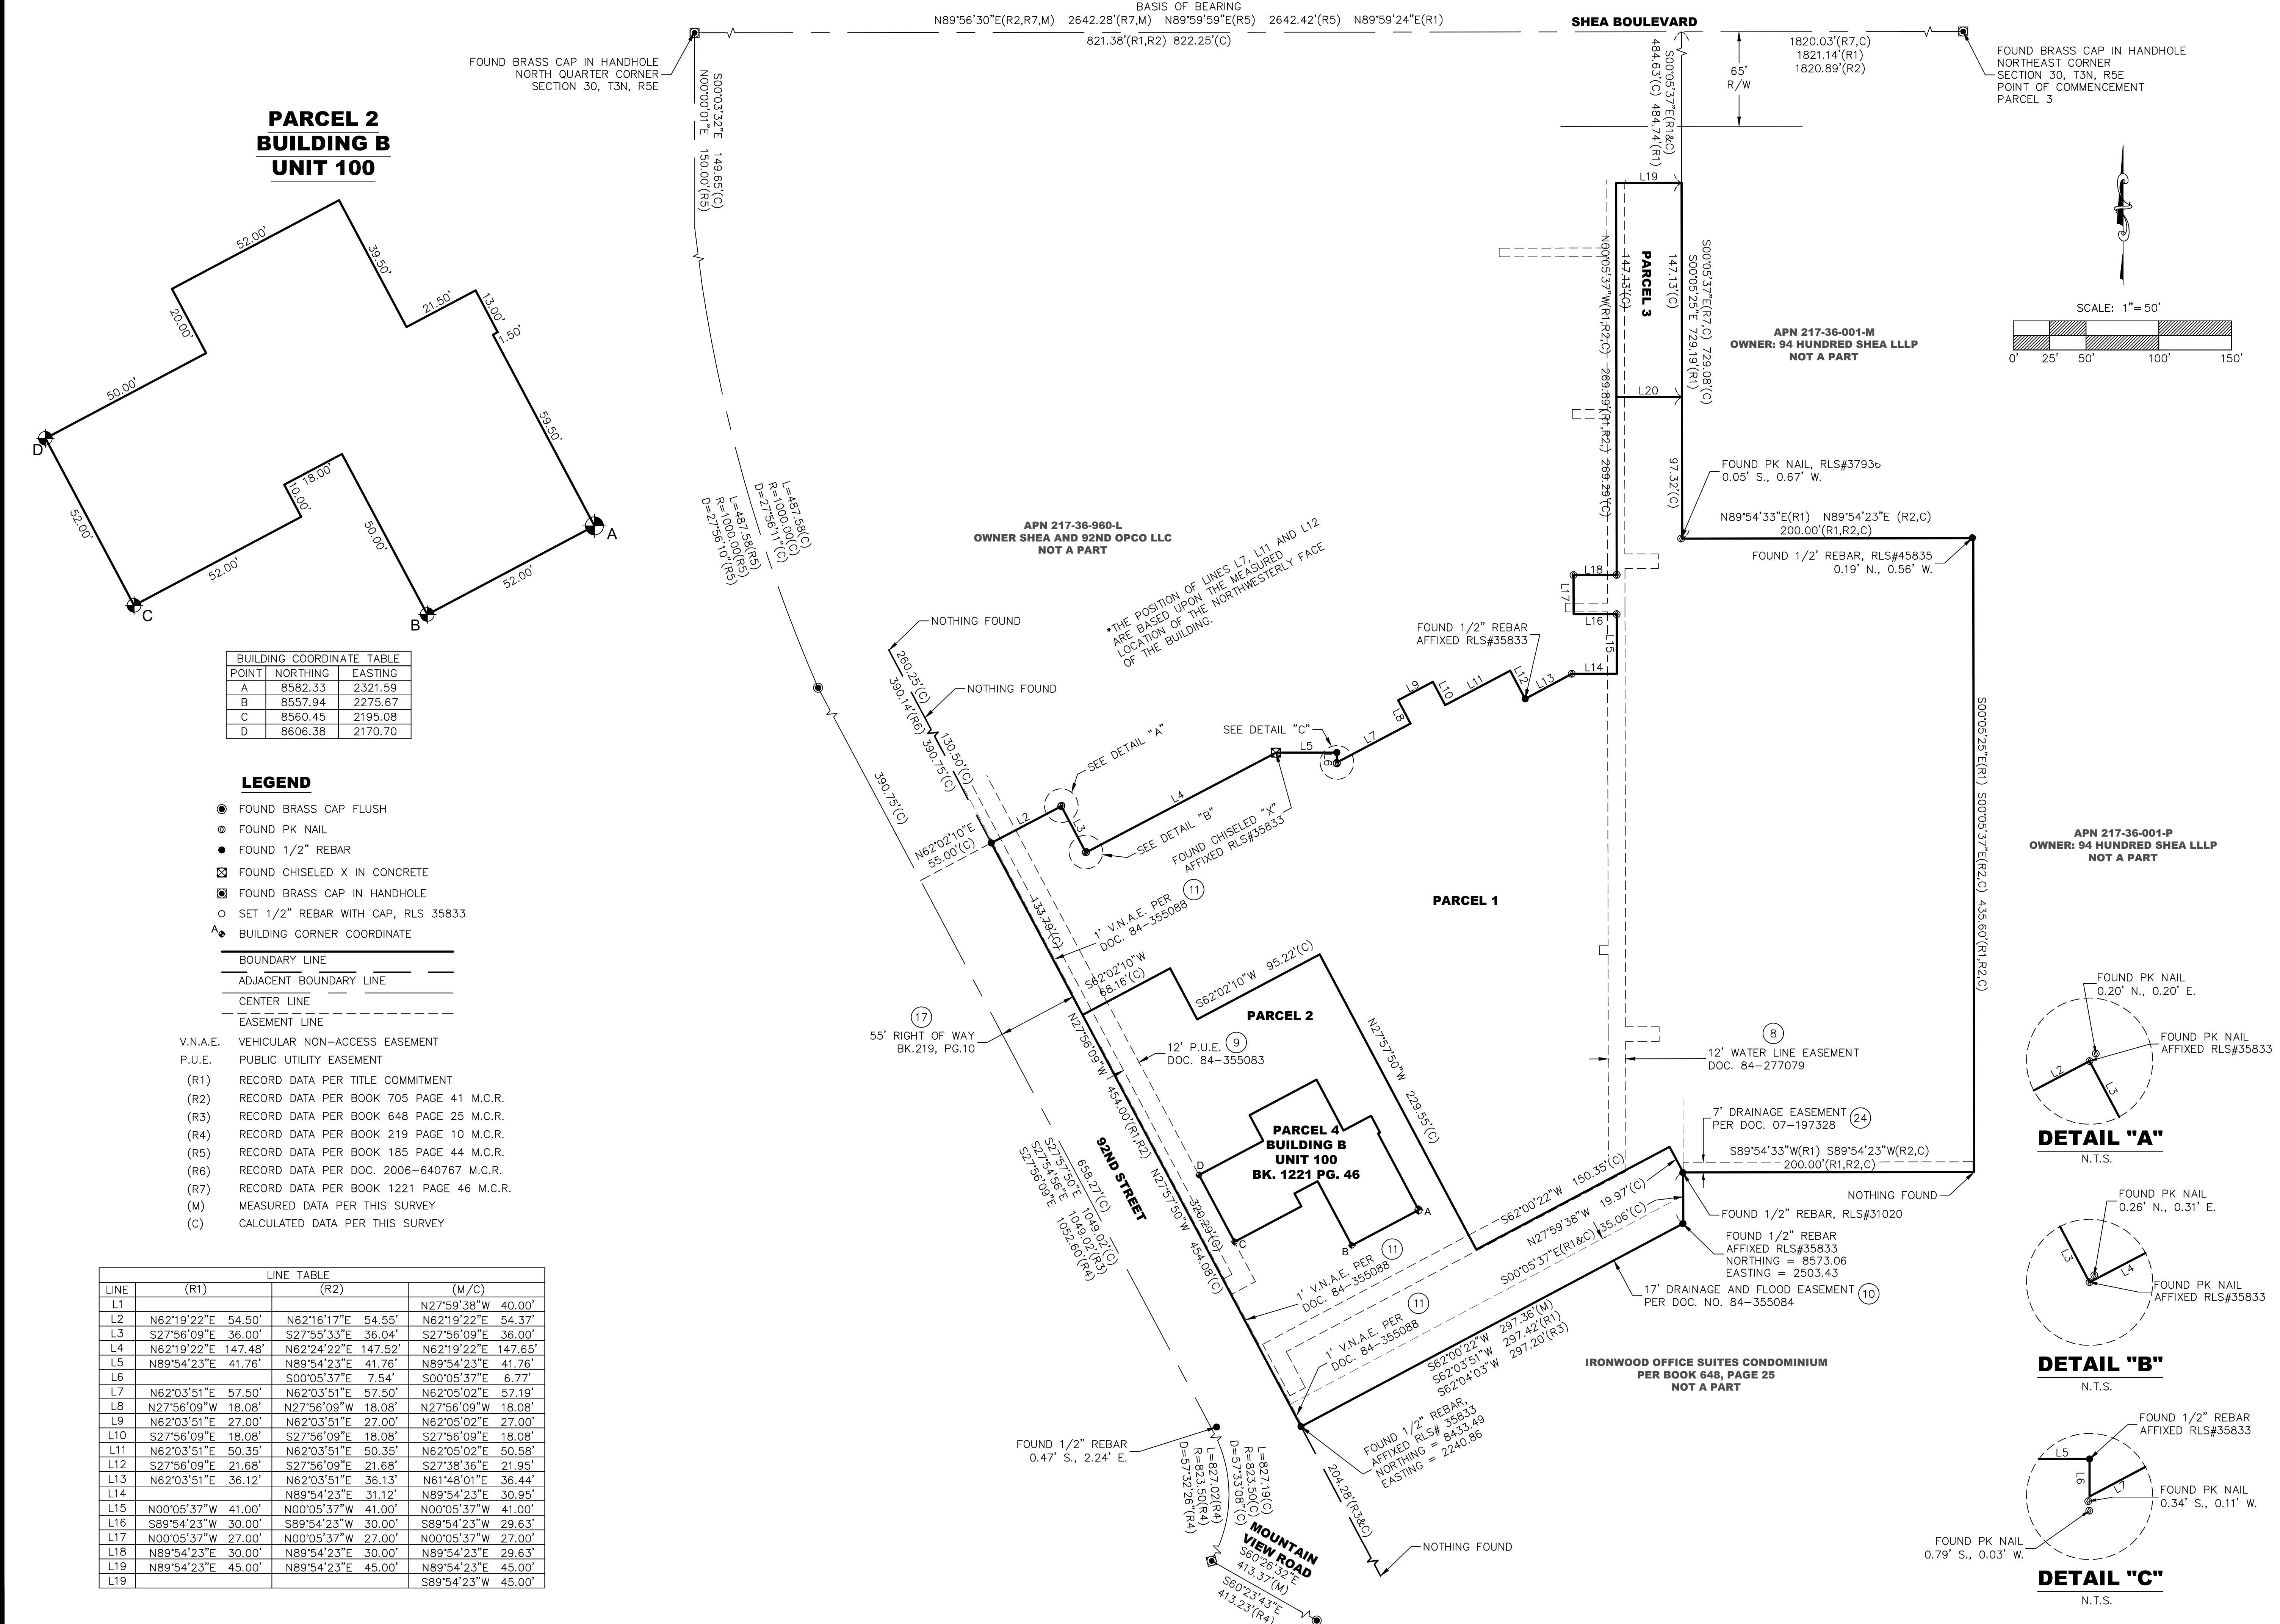 BASIS OF BEARING
N89°56'30"E(R2,R7,M) 2642.28'(R7,M) N89°59'59"E(R5) 2642.42'(R5) N89°59'24"E(R1)
821.38'(R1,R2) 822.25'(C)
SHEA BOULEVARD
1820.03'(R7,C)
1821.14'(R1)
1820.89'(R2)
FOUND BRASS CAP IN HANDHOLE
NORTH QUARTER CORNER
SECTION 30, T3N, R5E
FOUND BRASS CAP IN HANDHOLE
NORTHEAST CORNER
SECTION 30, T3N, R5E
POINT OF COMMENCEMENT
PARCEL 3
65'
R/W
S00°05'37"E(R1&C)
484.63'(C) 484.74'(R1)
S00°03'32"E 149.65'(C)
N00°00'01"E 150.00'(R5)
PARCEL 2
BUILDING B
UNIT 100
52.00'
39.50'
21.50'
13.00'
1.50'
20.00'
50.00'
59.50'
52.00'
10.00'
18.00'
50.00'
52.00'
52.00'
A
B
C
D
BUILDING COORDINATE TABLE
POINT NORTHING EASTING
A 8582.33 2321.59
B 8557.94 2275.67
C 8560.45 2195.08
D 8606.38 2170.70
LEGEND
FOUND BRASS CAP FLUSH
FOUND PK NAIL
FOUND 1/2" REBAR
FOUND CHISELED X IN CONCRETE
FOUND BRASS CAP IN HANDHOLE
SET 1/2" REBAR WITH CAP, RLS 35833
A BUILDING CORNER COORDINATE
BOUNDARY LINE
ADJACENT BOUNDARY LINE
CENTER LINE
EASEMENT LINE
V.N.A.E. VEHICULAR NON-ACCESS EASEMENT
P.U.E. PUBLIC UTILITY EASEMENT
(R1) RECORD DATA PER TITLE COMMITMENT
(R2) RECORD DATA PER BOOK 705 PAGE 41 M.C.R.
(R3) RECORD DATA PER BOOK 648 PAGE 25 M.C.R.
(R4) RECORD DATA PER BOOK 219 PAGE 10 M.C.R.
(R5) RECORD DATA PER BOOK 185 PAGE 44 M.C.R.
(R6) RECORD DATA PER DOC. 2006-640767 M.C.R.
(R7) RECORD DATA PER BOOK 1221 PAGE 46 M.C.R.
(M) MEASURED DATA PER THIS SURVEY
(C) CALCULATED DATA PER THIS SURVEY
LINE TABLE
LINE (R1) (R2) (M/C)
L1 N27°59'38"W 40.00'
L2 N62°19'22"E 54.50' N62°16'17"E 54.55' N62°19'22"E 54.37'
L3 S27°56'09"E 36.00' S27°55'33"E 36.04' S27°56'09"E 36.00'
L4 N62°19'22"E 147.48' N62°24'22"E 147.52' N62°19'22"E 147.65'
L5 N89°54'23"E 41.76' N89°54'23"E 41.76' N89°54'23"E 41.76'
L6 S00°05'37"E 7.54' S00°05'37"E 6.77'
L7 N62°03'51"E 57.50' N62°03'51"E 57.50' N62°05'02"E 57.19'
L8 N27°56'09"W 18.08' N27°56'09"W 18.08' N27°56'09"W 18.08'
L9 N62°03'51"E 27.00' N62°03'51"E 27.00' N62°05'02"E 27.00'
L10 S27°56'09"E 18.08' S27°56'09"E 18.08' S27°56'09"E 18.08'
L11 N62°03'51"E 50.35' N62°03'51"E 50.35' N62°05'02"E 50.58'
L12 S27°56'09"E 21.68' S27°56'09"E 21.68' S27°38'36"E 21.95'
L13 N62°03'51"E 36.12' N62°03'51"E 36.13' N61°48'01"E 36.44'
L14 N89°54'23"E 31.12' N89°54'23"E 30.95'
L15 N00°05'37"W 41.00' N00°05'37"W 41.00' N00°05'37"W 41.00'
L16 S89°54'23"W 30.00' S89°54'23"W 30.00' S89°54'23"W 29.63'
L17 N00°05'37"W 27.00' N00°05'37"W 27.00' N00°05'37"W 27.00'
L18 N89°54'23"E 30.00' N89°54'23"E 30.00' N89°54'23"E 29.63'
L19 N89°54'23"E 45.00' N89°54'23"E 45.00' N89°54'23"E 45.00'
L19 S89°54'23"W 45.00'
L=487.58(C)
R=1000.00(C)
D=27°56'11"(C)
L=487.58(R5)
R=1000.00(R5)
D=27°56'10"(R5)
APN 217-36-960-L
OWNER SHEA AND 92ND OPCO LLC
NOT A PART
*THE POSITION OF LINES L7, L11 AND L12
ARE BASED UPON THE MEASURED
LOCATION OF THE NORTHWESTERLY FACE
OF THE BUILDING.
NOTHING FOUND
NOTHING FOUND
260.25'(C)
390.14'(R6) 390.75'(C)
130.50'(C)
390.75'(C)
N62°02'10"E
55.00'(C)
L2
L3
L4
L5
L6
L7
L8
L9
L10
L11
L12
L13
L14
L15
L16
L17
L18
L19
L20
SEE DETAIL "A"
SEE DETAIL "B"
SEE DETAIL "C"
FOUND CHISELED "X"
AFFIXED RLS#35833
FOUND 1/2" REBAR
AFFIXED RLS#35833
N00°05'37"W(R1,R2,C) 269.89'(R1,R2,) 269.29'(C)
147.13'(C)
PARCEL 3
147.13'(C)
S00°05'37"E(R7,C) 729.08'(C)
S00°05'25"E 729.19'(R1)
97.32'(C)
APN 217-36-001-M
OWNER: 94 HUNDRED SHEA LLLP
NOT A PART
SCALE: 1"=50'
0' 25' 50' 100' 150'
FOUND PK NAIL, RLS#37936
0.05' S., 0.67' W.
N89°54'33"E(R1) N89°54'23"E (R2,C)
200.00'(R1,R2,C)
FOUND 1/2' REBAR, RLS#45835
0.19' N., 0.56' W.
S00°05'25"E(R1) S00°05'37"E(R2,C) 435.60'(R1,R2,C)
APN 217-36-001-P
OWNER: 94 HUNDRED SHEA LLLP
NOT A PART
PARCEL 1
133.79'(C)
1' V.N.A.E. PER 11
DOC. 84-355088
S62°02'10"W
68.16'(C)
S62°02'10"W 95.22'(C)
PARCEL 2
17
55' RIGHT OF WAY
BK.219, PG.10
12' P.U.E. 9
DOC. 84-355083
N27°57'50"W 229.55'(C)
N27°56'09"W 454.00'(R1,R2) N27°57'50"W 454.08'(C)
320.29'(C)
92ND STREET
658.27'(C)
S27°57'50"E 1049.02'(C)
S27°54'56"E 1049.02'(R3)
S27°56'09"E 1052.60'(R4)
PARCEL 4
BUILDING B
UNIT 100
BK. 1221 PG. 46
D
A
B
C
8
12' WATER LINE EASEMENT
DOC. 84-277079
7' DRAINAGE EASEMENT 24
PER DOC. 07-197328
S89°54'33"W(R1) S89°54'23"W(R2,C)
200.00'(R1,R2,C)
NOTHING FOUND
S62°00'22"W 150.35'(C)
N27°59'38"W 19.97'(C)
S00°05'37"E(R1&C) 35.06'(C)
FOUND 1/2" REBAR, RLS#31020
FOUND 1/2" REBAR
AFFIXED RLS#35833
NORTHING = 8573.06
EASTING = 2503.43
17' DRAINAGE AND FLOOD EASEMENT 10
PER DOC. NO. 84-355084
1' V.N.A.E. PER 11
DOC. 84-355088
1' V.N.A.E. PER 11
DOC. 84-355088
S62°00'22"W 297.36'(M)
S62°03'51"W 297.42'(R1)
S62°04'03"W 297.20'(R3)
IRONWOOD OFFICE SUITES CONDOMINIUM
PER BOOK 648, PAGE 25
NOT A PART
FOUND 1/2" REBAR,
AFFIXED RLS# 35833
NORTHING = 8433.49
EASTING = 2240.86
FOUND 1/2" REBAR
0.47' S., 2.24' E.
L=827.19(C)
R=823.50(C)
D=57°33'08"(C)
L=827.02(R4)
R=823.50(R4)
D=57°32'26"(R4)
204.28'(R3&C)
NOTHING FOUND
MOUNTAIN
VIEW ROAD
S60°26'32"E
413.37'(M)
S60°23'43"E
413.23'(R4)
FOUND PK NAIL
0.20' N., 0.20' E.
FOUND PK NAIL
AFFIXED RLS#35833
L2
L3
DETAIL "A"
N.T.S.
FOUND PK NAIL
0.26' N., 0.31' E.
L3
L4
FOUND PK NAIL
AFFIXED RLS#35833
DETAIL "B"
N.T.S.
FOUND 1/2" REBAR
AFFIXED RLS#35833
L5
L6
L7
FOUND PK NAIL
0.34' S., 0.11' W.
FOUND PK NAIL
0.79' S., 0.03' W.
DETAIL "C"
N.T.S.